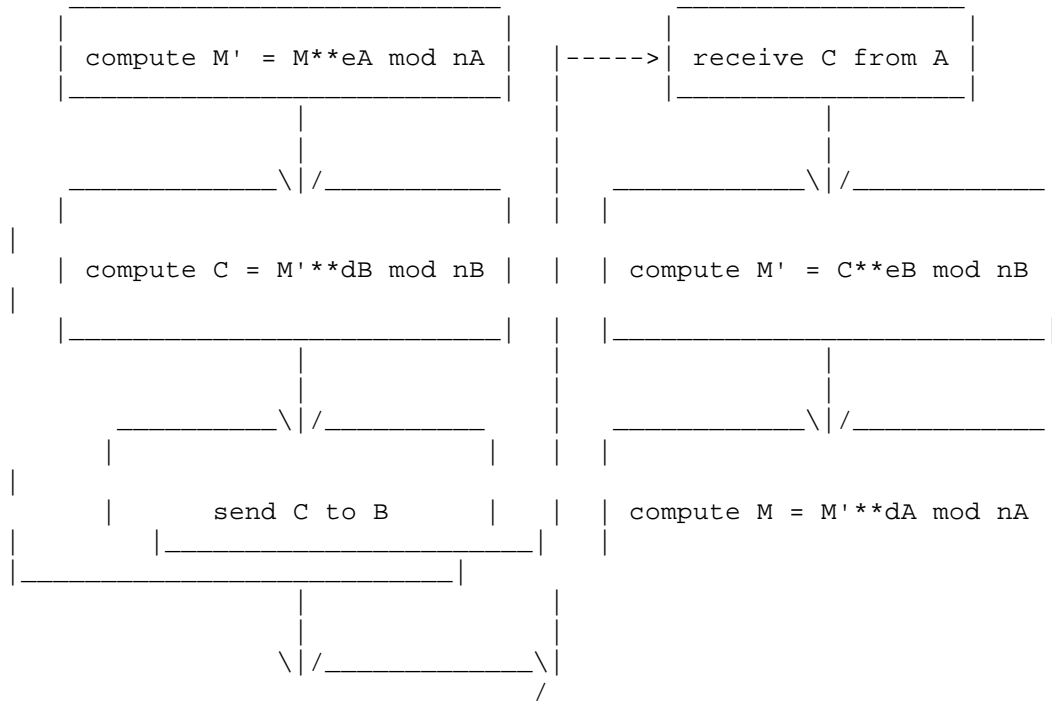 compute M' = M**eA mod nA
receive C from A
compute C = M'**dB mod nB
compute M' = C**eB mod nB
send C to B
compute M = M'**dA mod nA